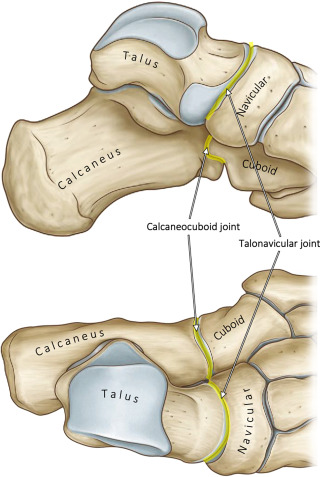 Talus
Navicular
Calcaneus
Cuboid
Calcaneocuboid joint
Talonavicular joint
Cuboid
Calcaneus
Talus
Navicular